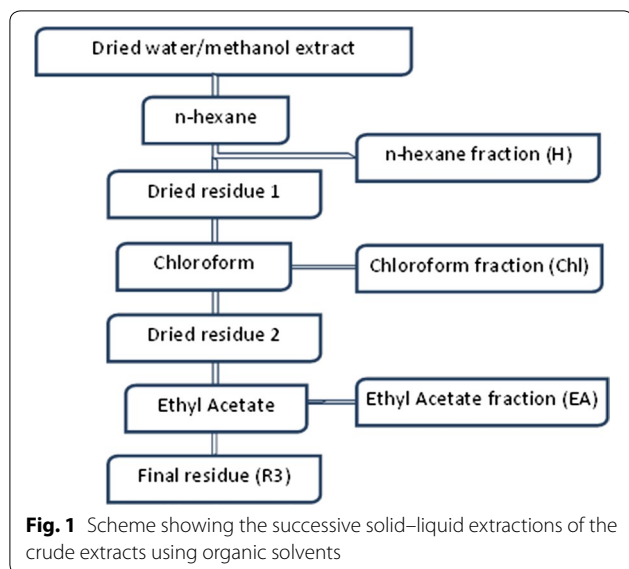 Dried water/methanol extract
n-hexane
n-hexane fraction (H)
Dried residue 1
Chloroform
Chloroform fraction (Chl)
Dried residue 2
Ethyl Acetate
Ethyl Acetate fraction (EA)
Final residue (R3)
Fig. 1 Scheme showing the successive solid–liquid extractions of the
crude extracts using organic solvents